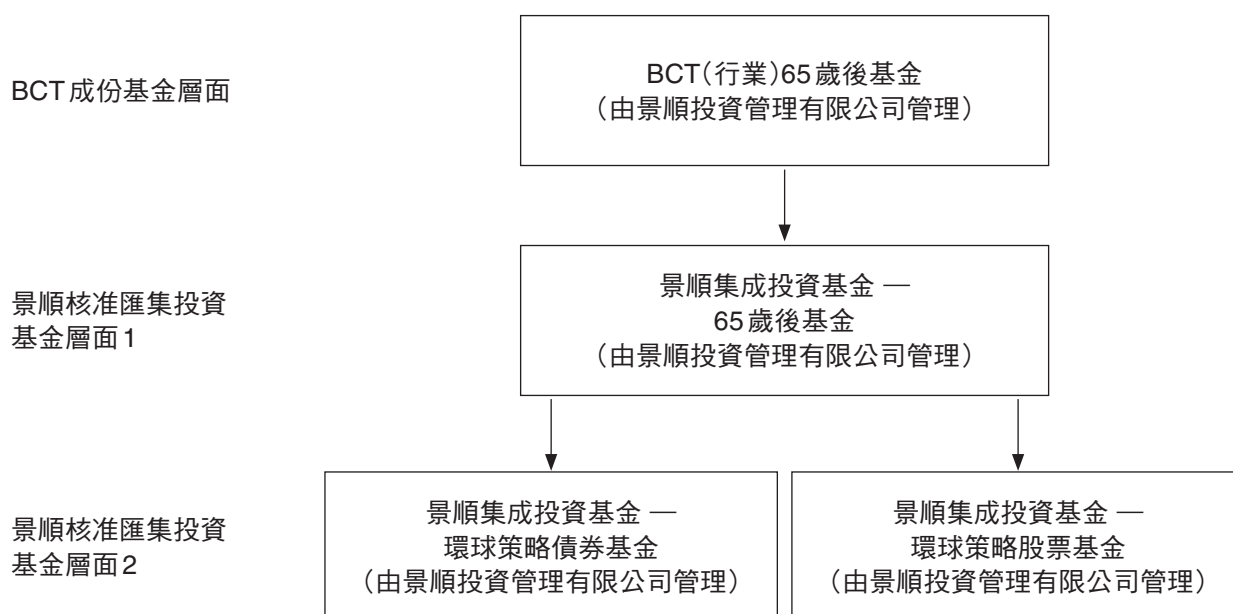 BCT成份基金層面
BCT(行業)65歲後基金
(由景順投資管理有限公司管理)
景順核准匯集投資
基金層面1
景順集成投資基金 —
65歲後基金
(由景順投資管理有限公司管理)
景順核准匯集投資
基金層面2
景順集成投資基金 —
環球策略債券基金
(由景順投資管理有限公司管理)
景順集成投資基金 —
環球策略股票基金
(由景順投資管理有限公司管理)